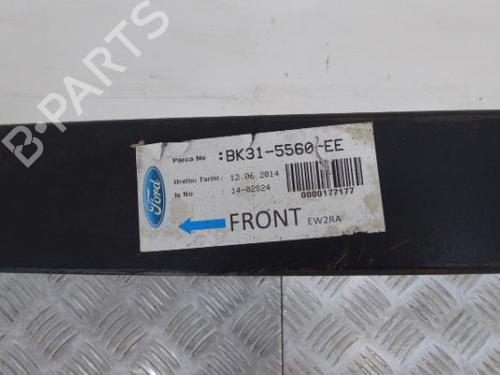 Parca No :BK31-5560-EE
Uretim Tarihi : 12.06.2014
Is No : 14-02824
0000177177
Ford
FRONT EW2RA
B-PARTS